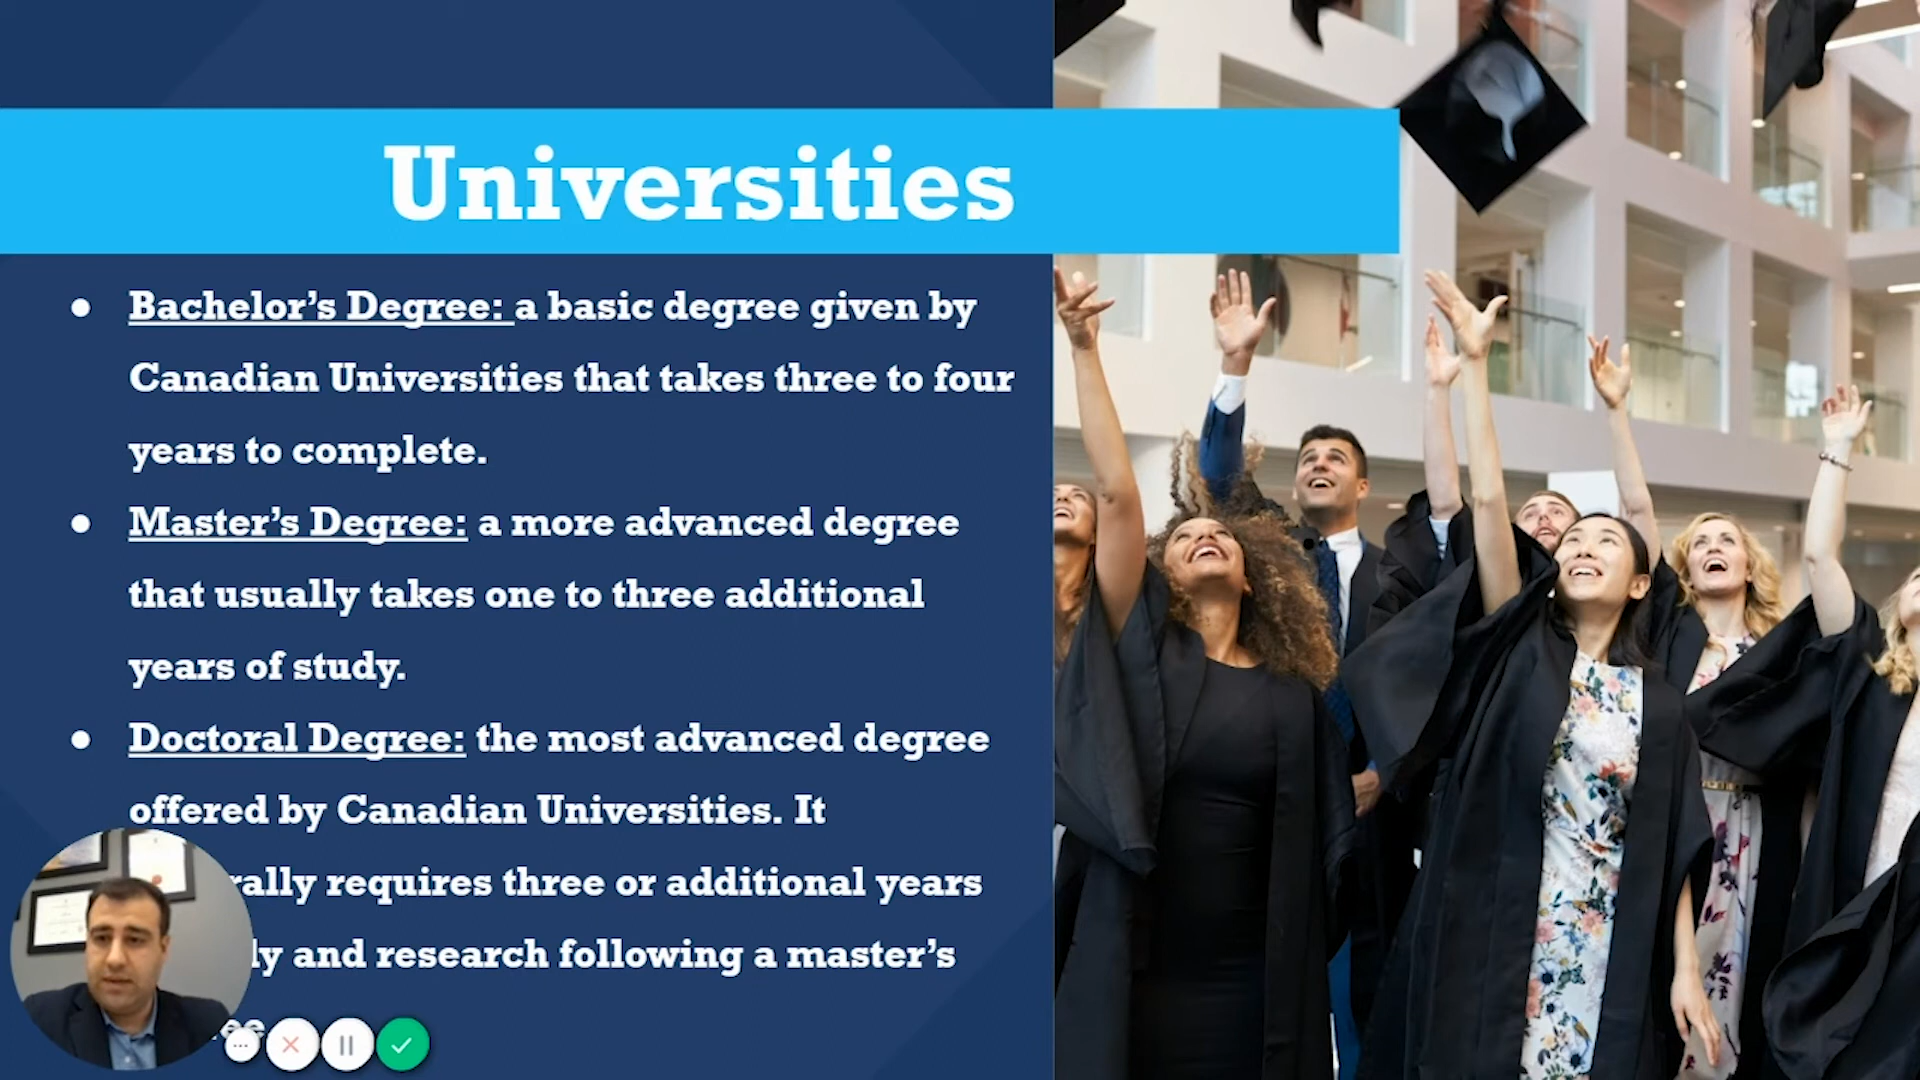 Universities
● Bachelor's Degree: a basic degree given by
Canadian Universities that takes three to four
years to complete.
● Master's Degree: a more advanced degree
that usually takes one to three additional
years of study.
● Doctoral Degree: the most advanced degree
offered by Canadian Universities. It
requires three or additional years
and research following a master's